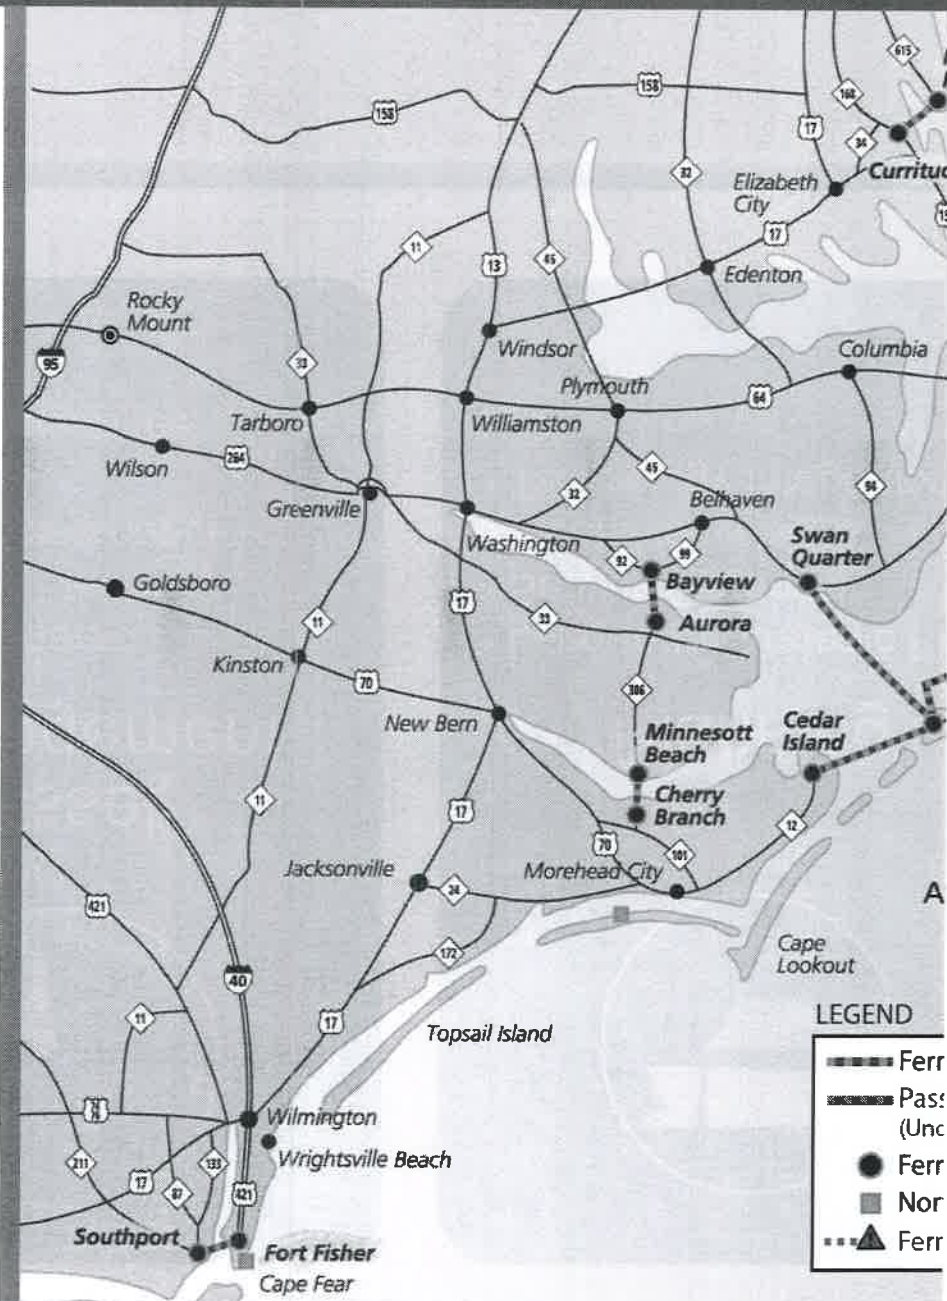 615
158
168
158
17
34
32
Curritu
Elizabeth
City
17
11
45
13
Edenton
Rocky
Mount
Windsor
Columbia
95
33
Plymouth
64
Tarboro
Williamston
Wilson
264
45
94
32
Belhaven
Greenville
Swan
Quarter
Washington
92
99
Bayview
Goldsboro
17
33
Aurora
11
Kinston
70
306
New Bern
Minnesott
Beach
Cedar
Island
11
17
Cherry
Branch
12
70
101
Jacksonville
24
Morehead City
421
A
172
Cape
Lookout
40
LEGEND
11
17
Topsail Island
Ferr
Pass
(Unc
Wilmington
Wrightsville Beach
Ferr
211
133
17
87
421
Nor
Southport
Ferr
Fort Fisher
Cape Fear